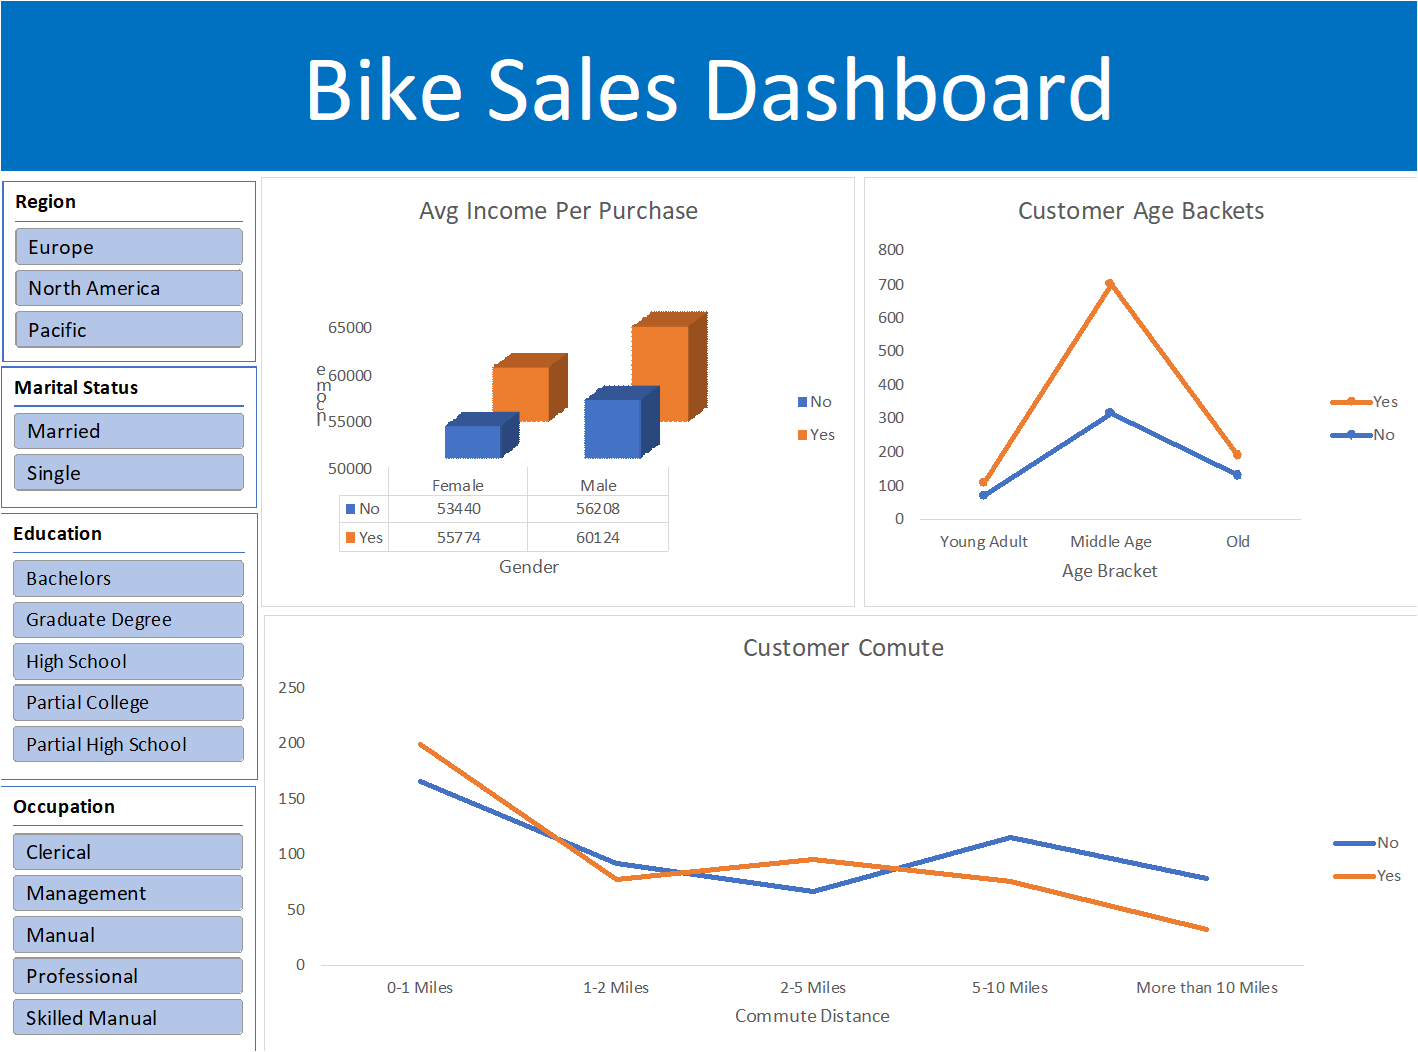 Bike Sales Dashboard
Region
Europe
North America
Pacific
Marital Status
Married
Single
Education
Bachelors
Graduate Degree
High School
Partial College
Partial High School
Occupation
Clerical
Management
Manual
Professional
Skilled Manual
Avg Income Per Purchase
65000
60000
55000
50000
Income
Female Male
No 53440 56208
Yes 55774 60124
Gender
No
Yes
Customer Age Backets
800
700
600
500
400
300
200
100
0
Young Adult Middle Age Old
Age Bracket
Yes
No
Customer Comute
250
200
150
100
50
0
0-1 Miles 1-2 Miles 2-5 Miles 5-10 Miles More than 10 Miles
Commute Distance
No
Yes